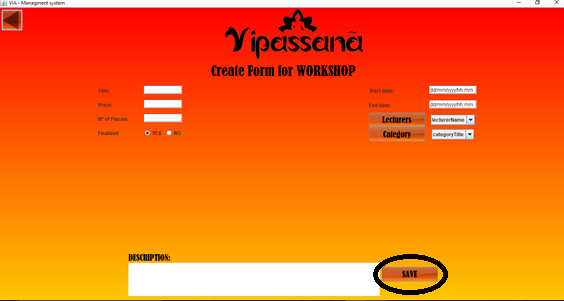 VIA - Managment system
Vipassanā
Create Form for WORKSHOP
Title:
Start date:
dd/mm/yyyy/hh:mm
Price:
End date:
dd/mm/yyyy/hh:mm
N° of Places:
Lecturers
lecturerName
Finalized:
YES
NO
Category
categoryTitle
DESCRIPTION:
SAVE